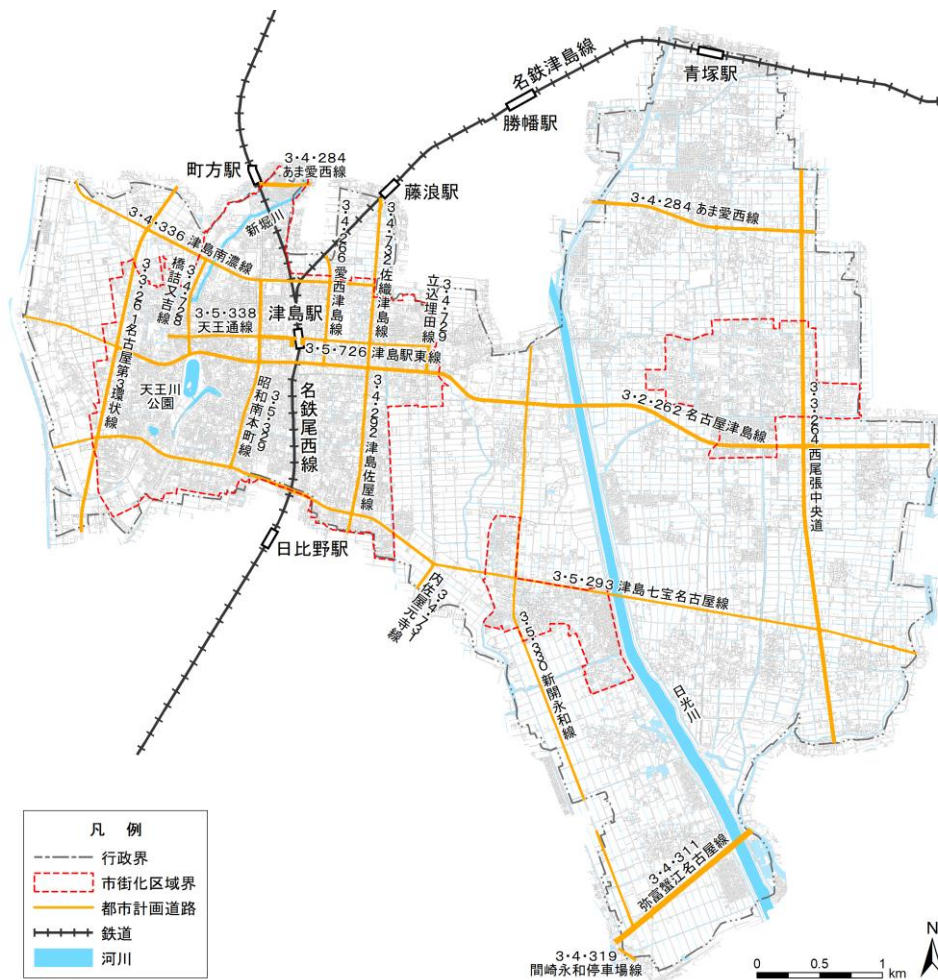 青塚駅
名鉄津島線
勝幡駅
町方駅
3・4・284
あま愛西線
藤浪駅
3・4・284 あま愛西線
新堀川
3・4・336 津島南濃線
3・4・266 愛西津島線
3・4・702 佐織津島線
3・4・729
立込埋田線
3・4・728
橋詰又吉線
3・3・261 名古屋第3環状線
3・5・338
天王通線
津島駅
3・5・726 津島駅東線
天王川
公園
3・5・329
昭和南本町線
名鉄尾西線
3・4・292 津島佐屋線
3・2・262 名古屋津島線
3・3・264 西尾張中央道
日比野駅
3・4・731
内佐屋元寺線
3・5・293 津島七宝名古屋線
3・5・330 新開永和線
日光川
3・4・311
弥富蟹江名古屋線
3・4・319
間崎永和停車場線
凡 例
行政界
市街化区域界
都市計画道路
鉄道
河川
N
0 0.5 1
km